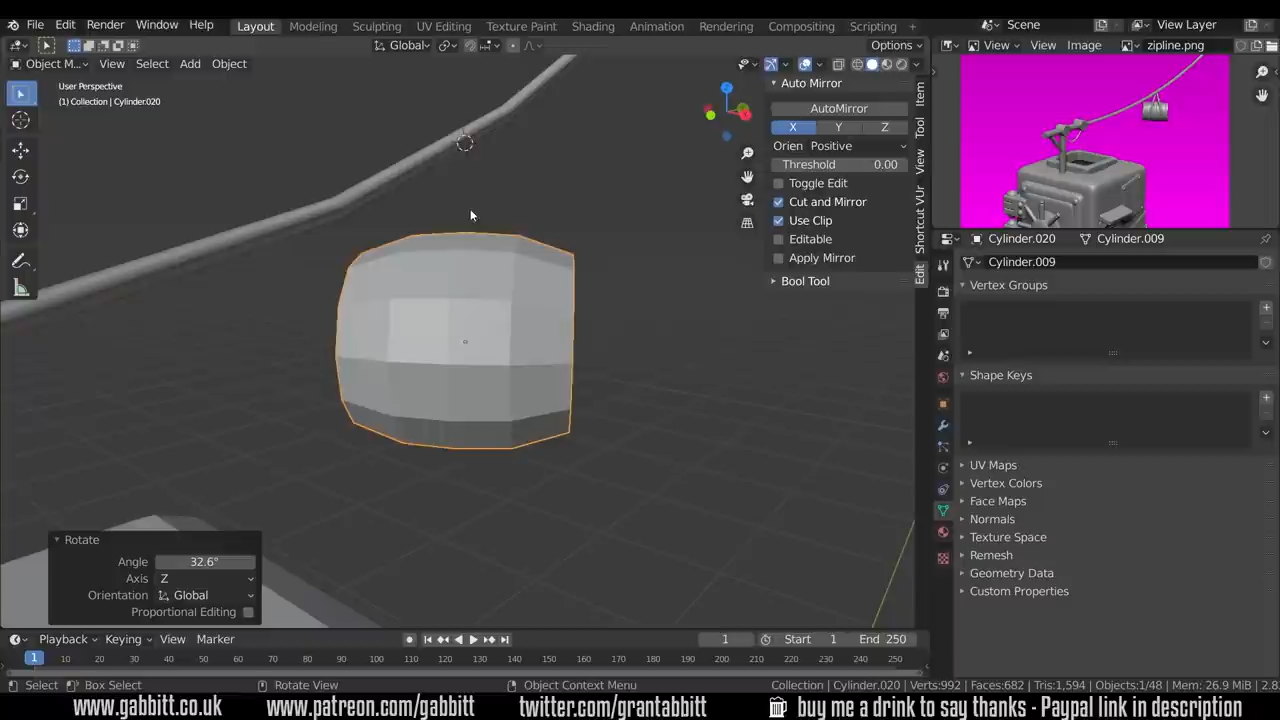 File Edit Render Window Help Layout Modeling Sculpting UV Editing Texture Paint Shading Animation Rendering Compositing Scripting + Scene View Layer
Global Options View View Image zipline.png
Object M... View Select Add Object
User Perspective
(1) Collection | Cylinder.020
Auto Mirror
AutoMirror
X Y Z
Orien Positive
Threshold 0.00
Toggle Edit
Cut and Mirror
Use Clip
Editable
Apply Mirror
Bool Tool
Item
Tool
View
Shortcut VUr
Edit
Cylinder.020 Cylinder.009
Cylinder.009
Vertex Groups
Shape Keys
UV Maps
Vertex Colors
Face Maps
Normals
Texture Space
Remesh
Geometry Data
Custom Properties
Rotate
Angle 32.6°
Axis Z
Orientation Global
Proportional Editing
Playback Keying View Marker 1 Start 1 End 250
1 10 20 30 40 50 60 70 80 90 100 110 120 130 140 150 160 170 180 190 200 210 220 230 240 250
Select Box Select Rotate View Object Context Menu Collection | Cylinder.020 | Verts:992 | Faces:682 | Tris:1,594 | Objects:1/48 | Mem: 26.9 MiB | 2.8
www.gabbitt.co.uk www.patreon.com/gabbitt twitter.com/grantabbitt buy me a drink to say thanks - Paypal link in description